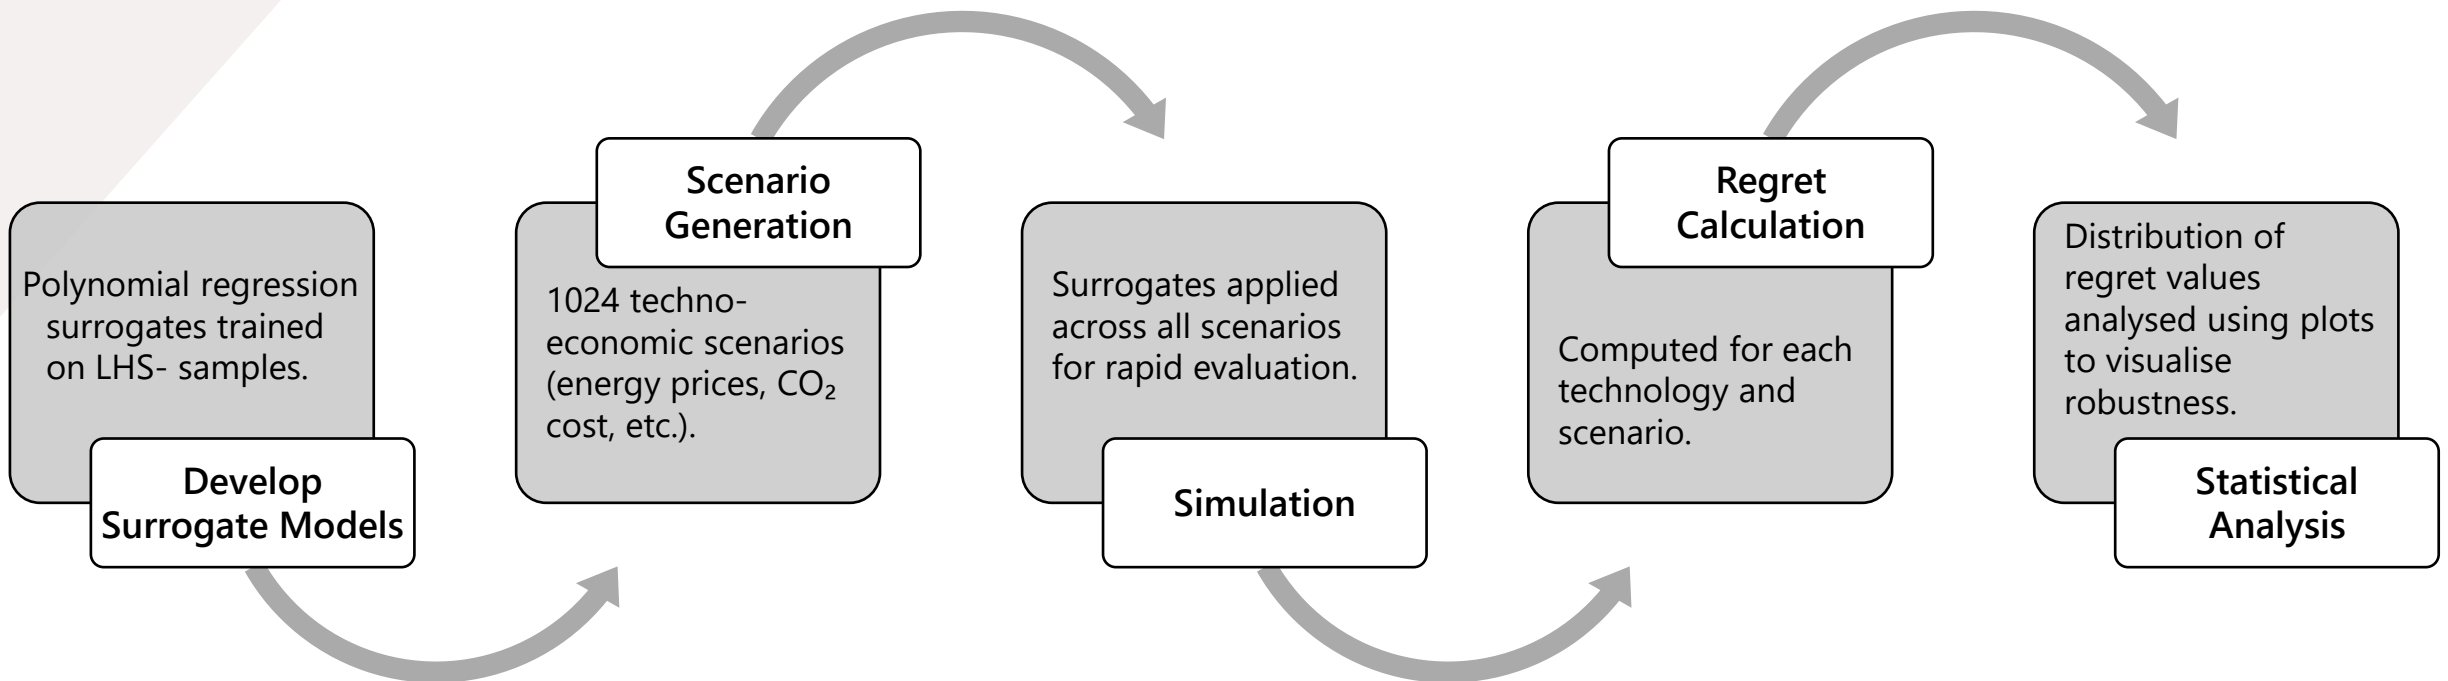 Polynomial regression
surrogates trained
on LHS- samples.
Develop
Surrogate Models
Scenario
Generation
1024 techno-
economic scenarios
(energy prices, CO₂
cost, etc.).
Surrogates applied
across all scenarios
for rapid evaluation.
Simulation
Regret
Calculation
Computed for each
technology and
scenario.
Distribution of
regret values
analysed using plots
to visualise
robustness.
Statistical
Analysis